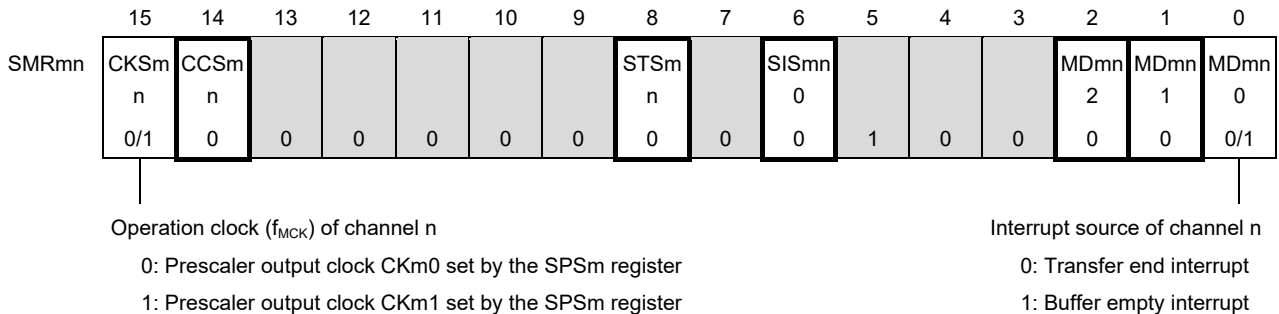 15 14 13 12 11 10 9 8 7 6 5 4 3 2 1 0
SMRmn CKSm CCSm STSm SISmn MDmn MDmn MDmn
n n n 0 2 1 0
0/1 0 0 0 0 0 0 0 0 0 1 0 0 0 0 0/1
Operation clock (fMCK) of channel n Interrupt source of channel n
0: Prescaler output clock CKm0 set by the SPSm register 0: Transfer end interrupt
1: Prescaler output clock CKm1 set by the SPSm register 1: Buffer empty interrupt